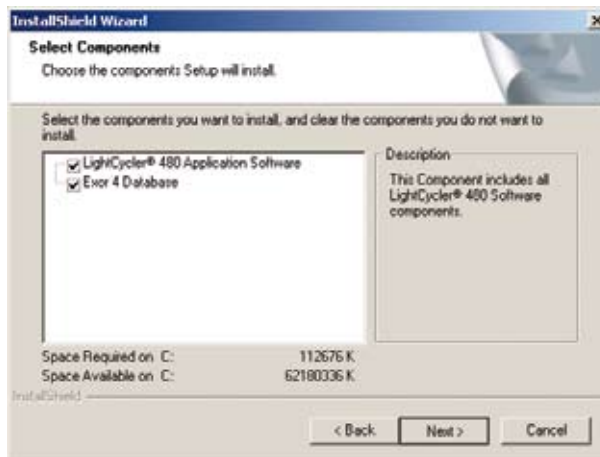 InstallShield Wizard
Select Components
Choose the components Setup will install.
Select the components you want to install, and clear the components you do not want to
install.
LightCycler® 480 Application Software
Exor 4 Database
Description
This Component includes all
LightCycler® 480 Software
components.
Space Required on C: 112676 K
Space Available on C: 62180336 K
InstallShield
< Back
Next >
Cancel